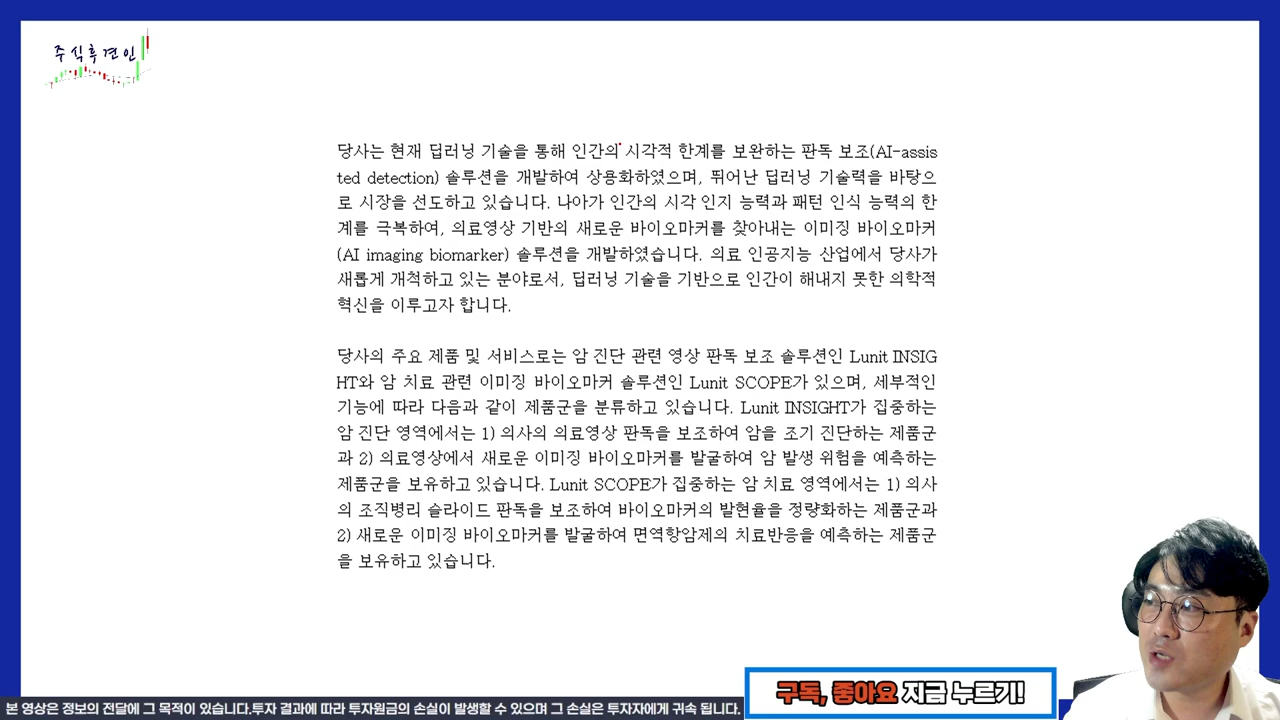 주식후견인
당사는 현재 딥러닝 기술을 통해 인간의 시각적 한계를 보완하는 판독 보조(AI-assis
ted detection) 솔루션을 개발하여 상용화하였으며, 뛰어난 딥러닝 기술력을 바탕으
로 시장을 선도하고 있습니다. 나아가 인간의 시각 인지 능력과 패턴 인식 능력의 한
계를 극복하여, 의료영상 기반의 새로운 바이오마커를 찾아내는 이미징 바이오마커
(AI imaging biomarker) 솔루션을 개발하였습니다. 의료 인공지능 산업에서 당사가
새롭게 개척하고 있는 분야로서, 딥러닝 기술을 기반으로 인간이 해내지 못한 의학적
혁신을 이루고자 합니다.
당사의 주요 제품 및 서비스로는 암 진단 관련 영상 판독 보조 솔루션인 Lunit INSIG
HT와 암 치료 관련 이미징 바이오마커 솔루션인 Lunit SCOPE가 있으며, 세부적인
기능에 따라 다음과 같이 제품군을 분류하고 있습니다. Lunit INSIGHT가 집중하는
암 진단 영역에서는 1) 의사의 의료영상 판독을 보조하여 암을 조기 진단하는 제품군
과 2) 의료영상에서 새로운 이미징 바이오마커를 발굴하여 암 발생 위험을 예측하는
제품군을 보유하고 있습니다. Lunit SCOPE가 집중하는 암 치료 영역에서는 1) 의사
의 조직병리 슬라이드 판독을 보조하여 바이오마커의 발현율을 정량화하는 제품군과
2) 새로운 이미징 바이오마커를 발굴하여 면역항암제의 치료반응을 예측하는 제품군
을 보유하고 있습니다.
구독, 좋아요 지금 누르기!
본 영상은 정보의 전달에 그 목적이 있습니다.투자 결과에 따라 투자원금의 손실이 발생할 수 있으며 그 손실은 투자자에게 귀속 됩니다.